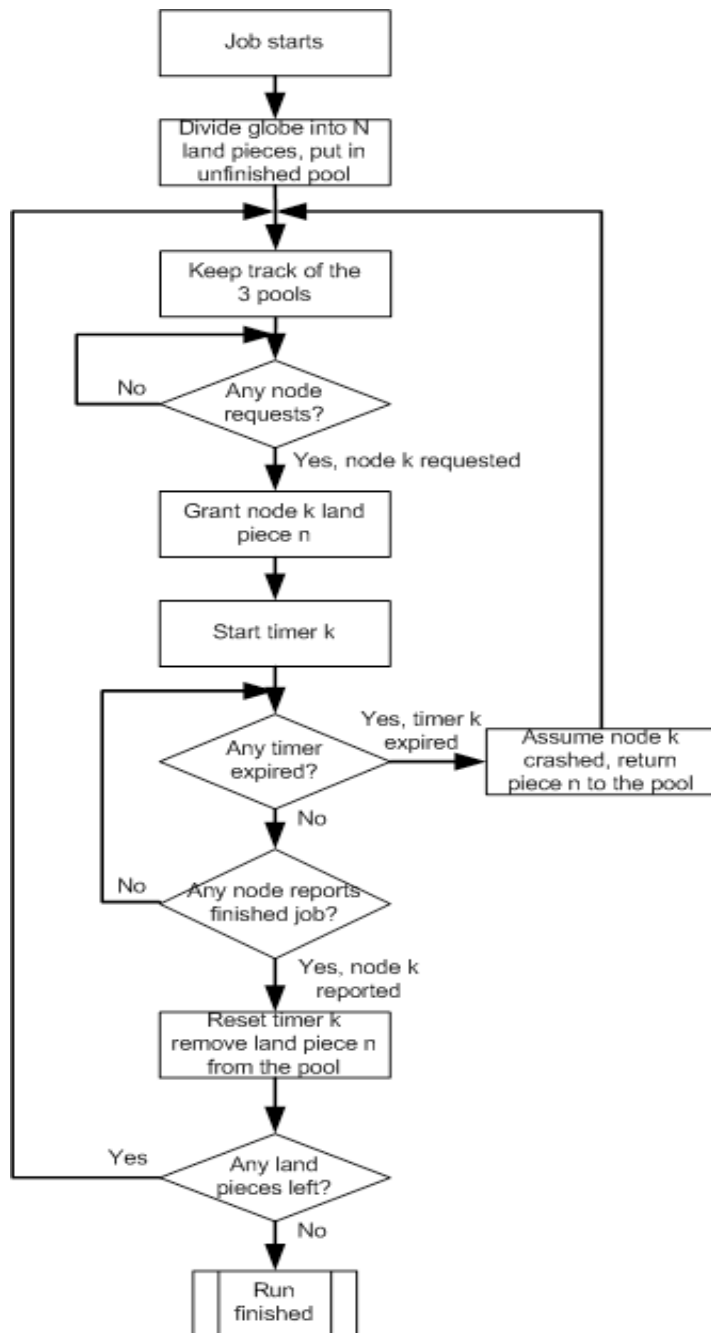 Job starts
Divide globe into N
land pieces, put in
unfinished pool
Keep track of the
3 pools
No
Any node
requests?
Yes, node k requested
Grant node k land
piece n
Start timer k
Any timer
expired?
Yes, timer k
expired
Assume node k
crashed, return
piece n to the pool
No
No
Any node reports
finished job?
Yes, node k
reported
Reset timer k
remove land piece n
from the pool
Yes
Any land
pieces left?
No
Run
finished